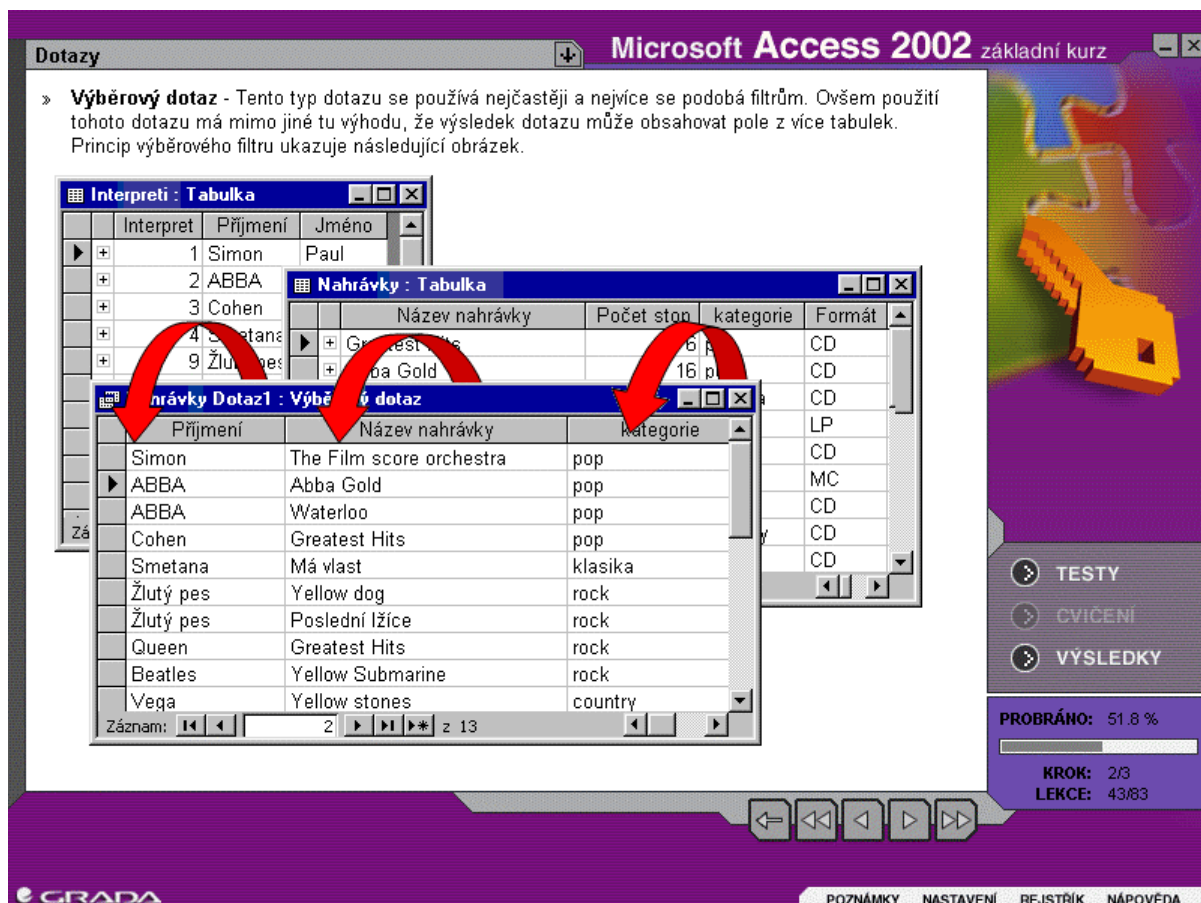 Dotazy
Microsoft Access 2002 základní kurz
» Výběrový dotaz - Tento typ dotazu se používá nejčastěji a nejvíce se podobá filtrům. Ovšem použití
tohoto dotazu má mimo jiné tu výhodu, že výsledek dotazu může obsahovat pole z více tabulek.
Princip výběrového filtru ukazuje následující obrázek.
Interpreti : Tabulka
Interpret Příjmení Jméno
1 Simon Paul
2 ABBA
3 Cohen
4
9
Nahrávky : Tabulka
Název nahrávky Počet stop kategorie Formát
6 CD
Gold 16 CD
CD
LP
CD
MC
CD
CD
CD
Dotaz1 : dotaz
Příjmení Název nahrávky kategorie
Simon The Film score orchestra pop
ABBA Abba Gold pop
ABBA Waterloo pop
Cohen Greatest Hits pop
Smetana Má vlast klasika
Žlutý pes Yellow dog rock
Žlutý pes Poslední lžíce rock
Queen Greatest Hits rock
Beatles Yellow Submarine rock
Vega Yellow stones country
Záznam: 2 z 13
TESTY
CVIČENÍ
VÝSLEDKY
PROBRÁNO: 51.8 %
KROK: 2/3
LEKCE: 43/83
GRADA
POZNÁMKY NASTAVENÍ REJSTŘÍK NÁPOVĚDA